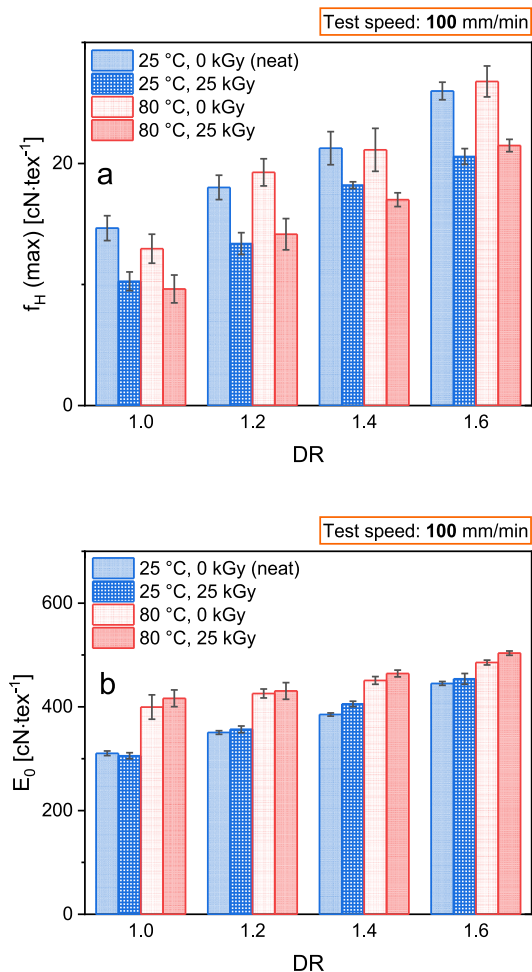 Test speed: 100 mm/min
25 °C, 0 kGy (neat)
25 °C, 25 kGy
80 °C, 0 kGy
80 °C, 25 kGy
a
f_H (max) [cN·tex⁻¹]
20
0
1.0 1.2 1.4 1.6
DR
Test speed: 100 mm/min
25 °C, 0 kGy (neat)
25 °C, 25 kGy
80 °C, 0 kGy
80 °C, 25 kGy
b
E₀ [cN·tex⁻¹]
600
400
200
0
1.0 1.2 1.4 1.6
DR